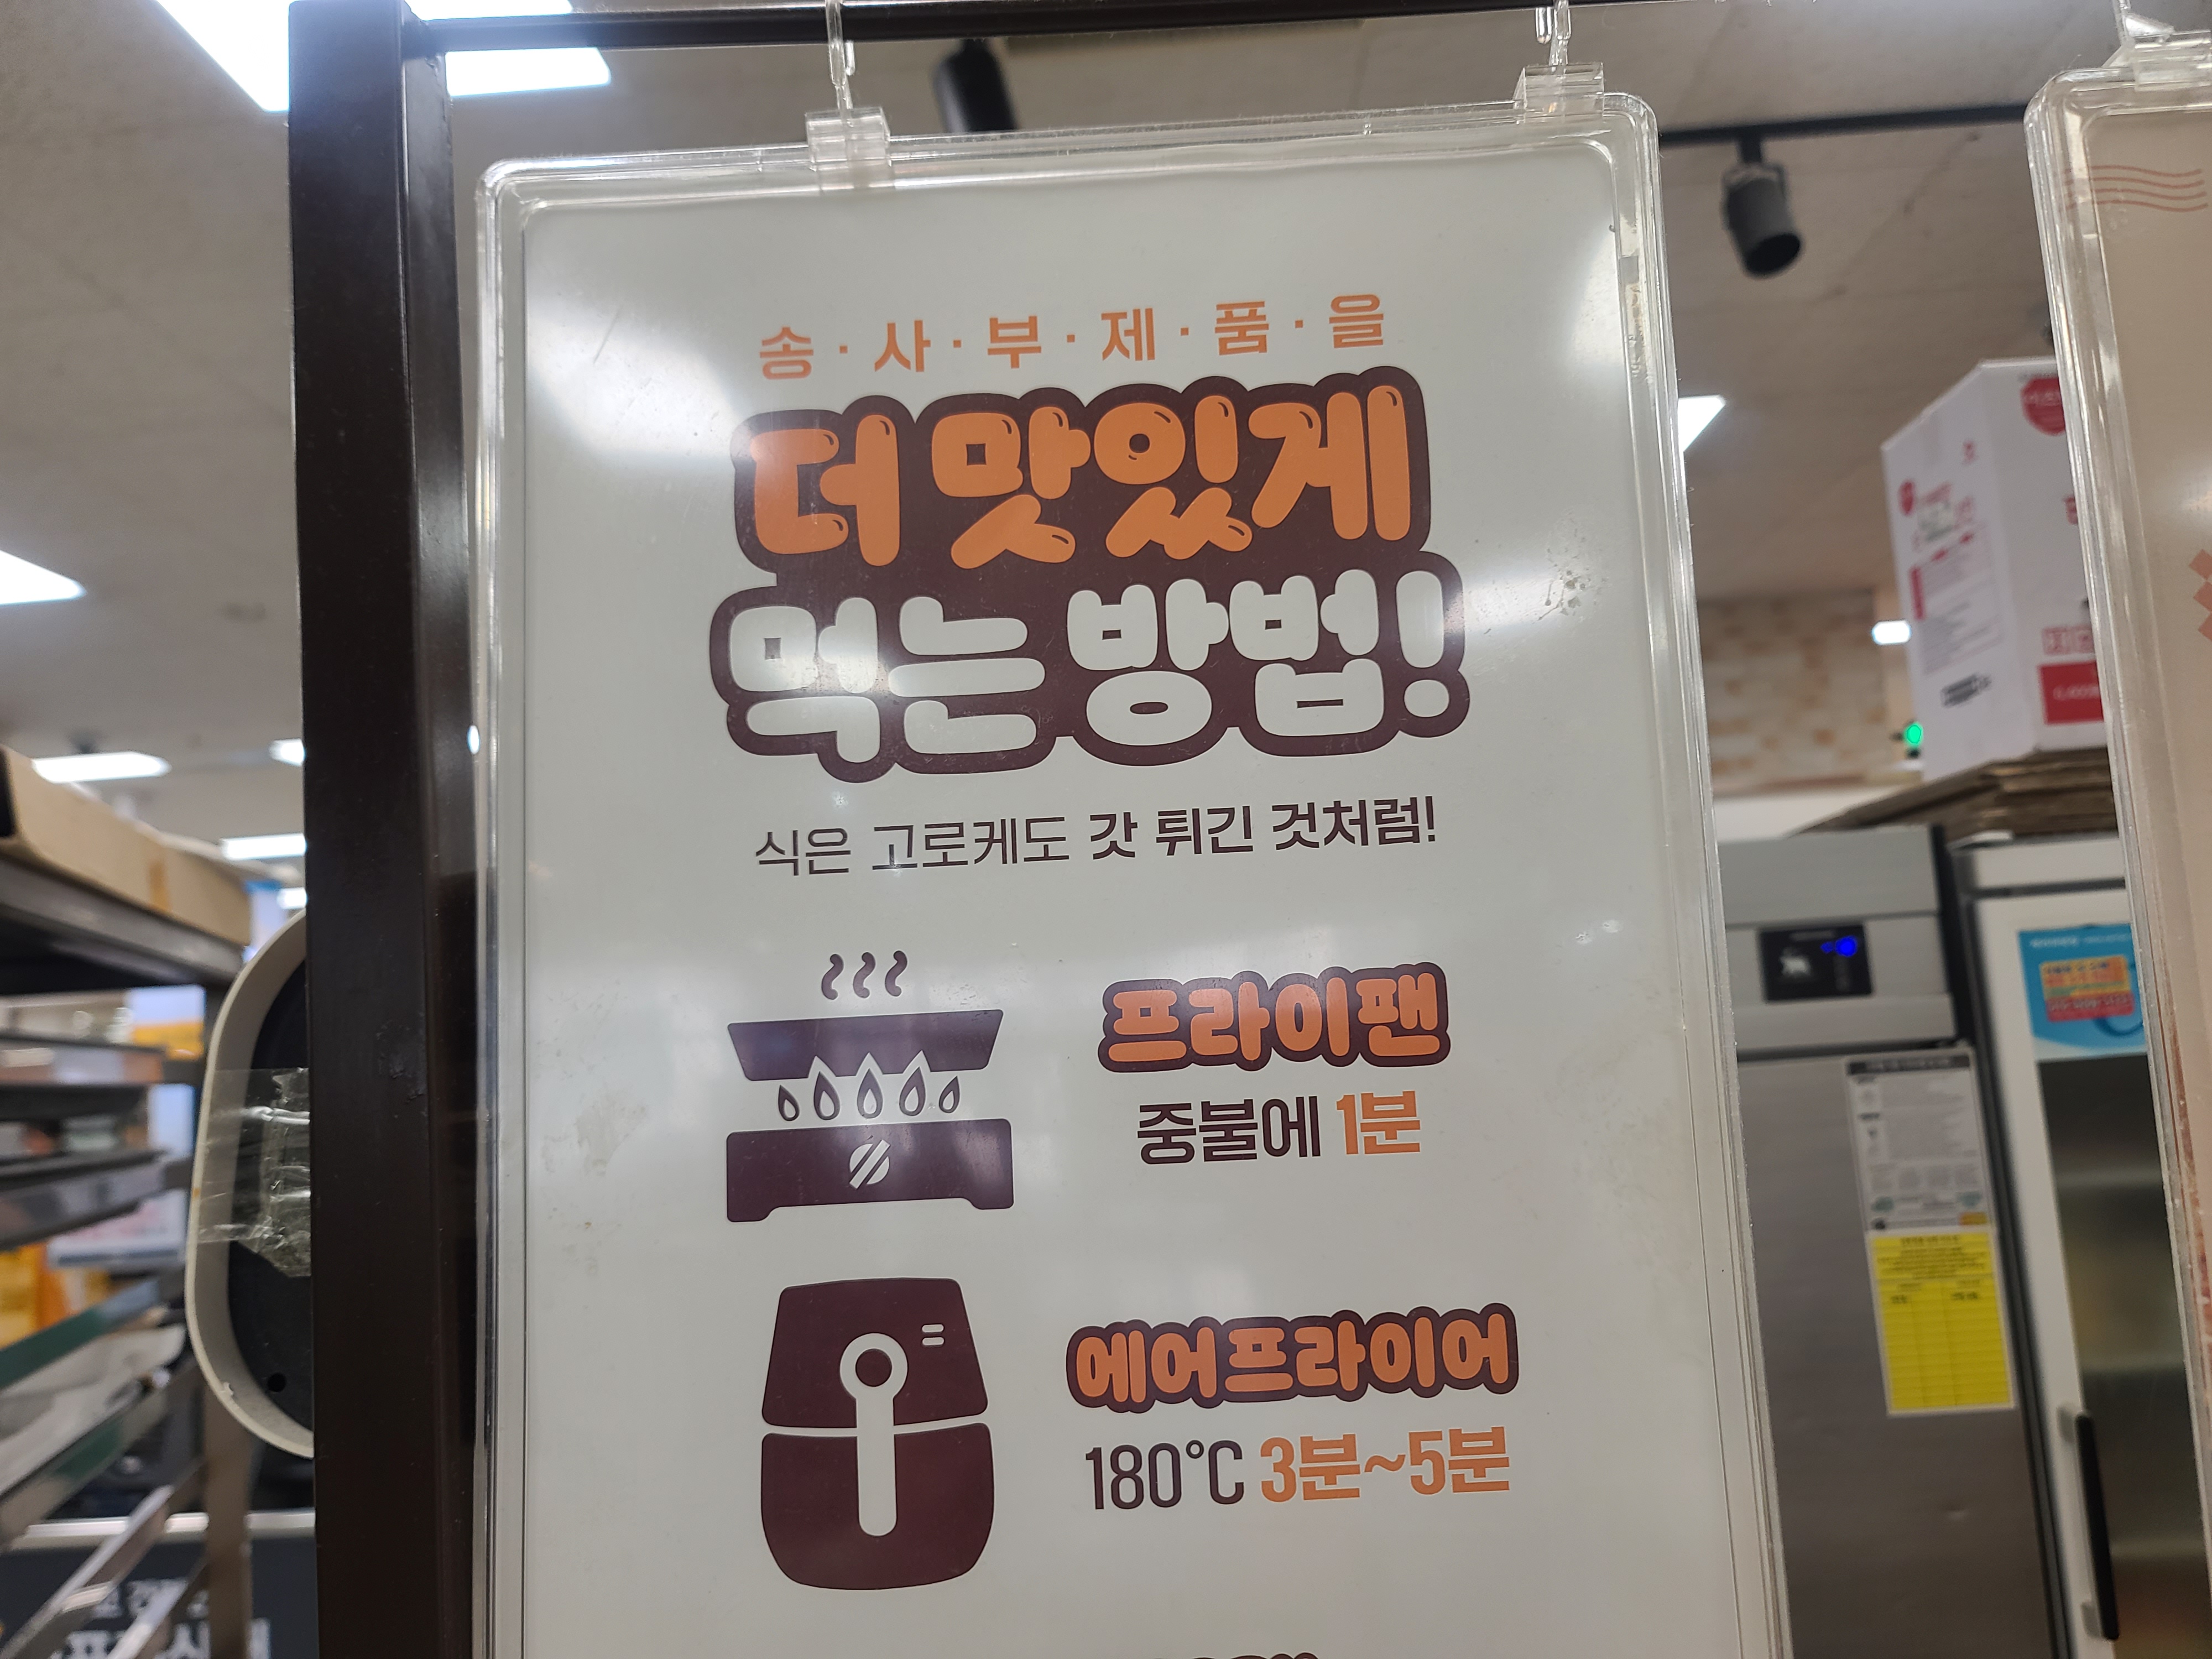 송·사·부·제·품·을
더 맛있게
먹는 방법!
식은 고로케도 갓 튀긴 것처럼!
프라이팬
중불에 1분
에어프라이어
180℃ 3분~5분